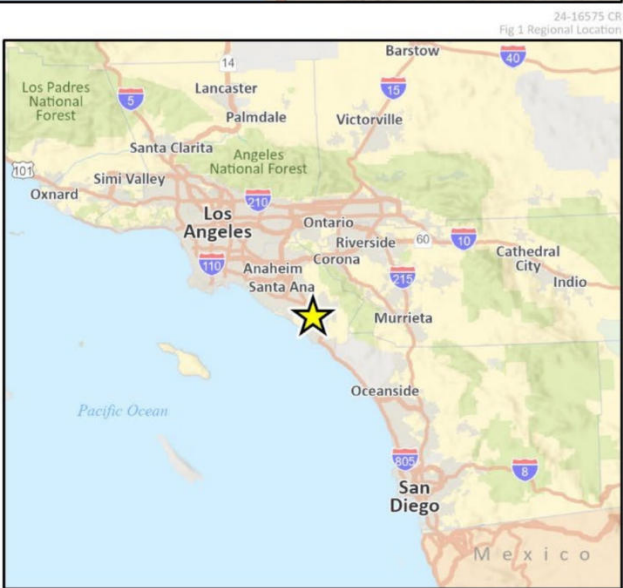 24-16575 CR
Fig 1 Regional Location
Barstow
40
14
Los Padres
National
Forest
5
Lancaster
15
Palmdale
Victorville
Santa Clarita
Angeles
National Forest
101
Simi Valley
Oxnard
210
Los
Angeles
Ontario
Riverside
60
10
Cathedral
City
Corona
110
Anaheim
215
Indio
Santa Ana
Murrieta
Oceanside
Pacific Ocean
805
8
San
Diego
Mexico